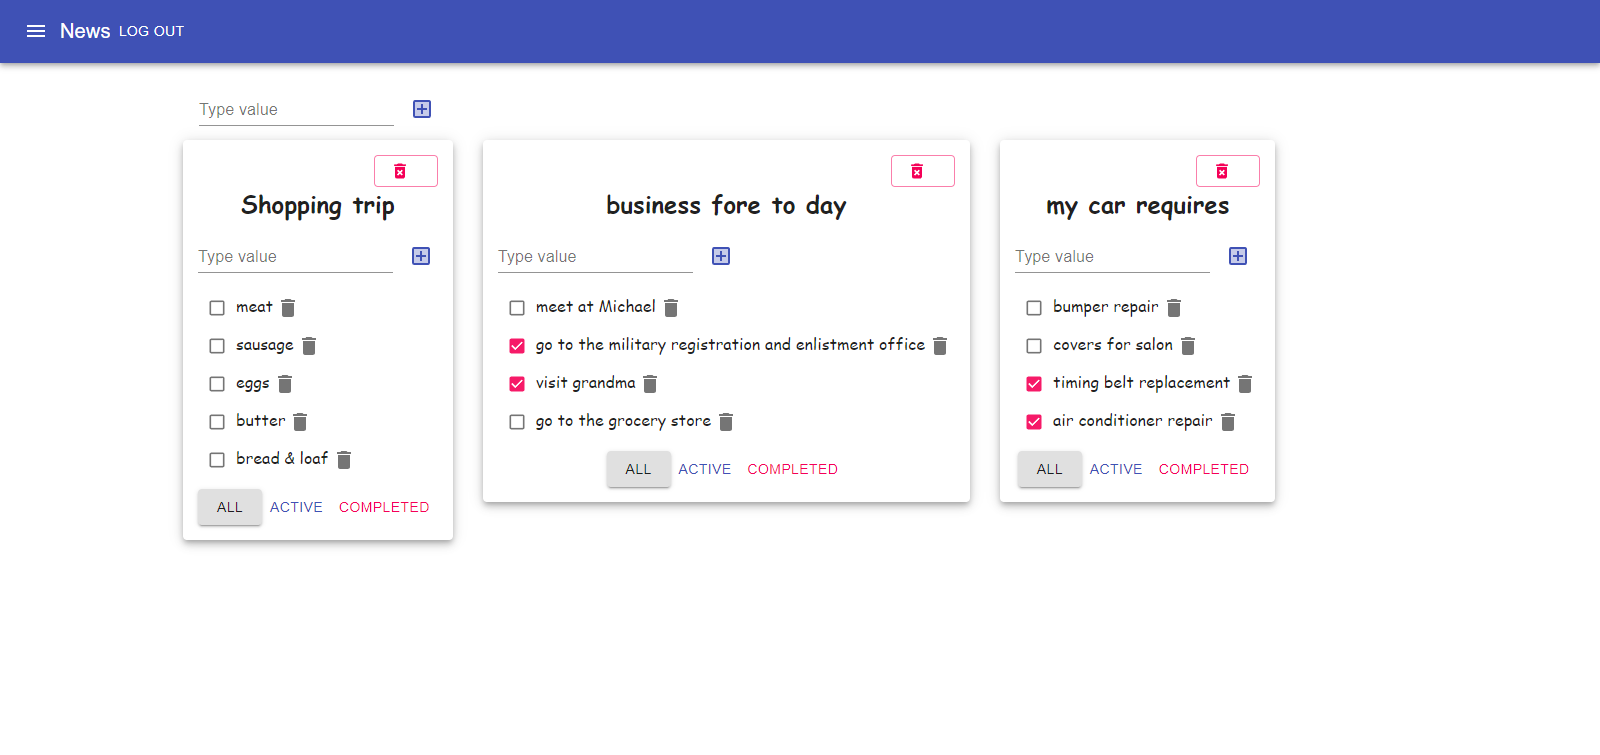 News LOG OUT
Type value
Shopping trip
Type value
meat
sausage
eggs
butter
bread & loaf
ALL ACTIVE COMPLETED
business fore to day
Type value
meet at Michael
go to the military registration and enlistment office
visit grandma
go to the grocery store
ALL ACTIVE COMPLETED
my car requires
Type value
bumper repair
covers for salon
timing belt replacement
air conditioner repair
ALL ACTIVE COMPLETED